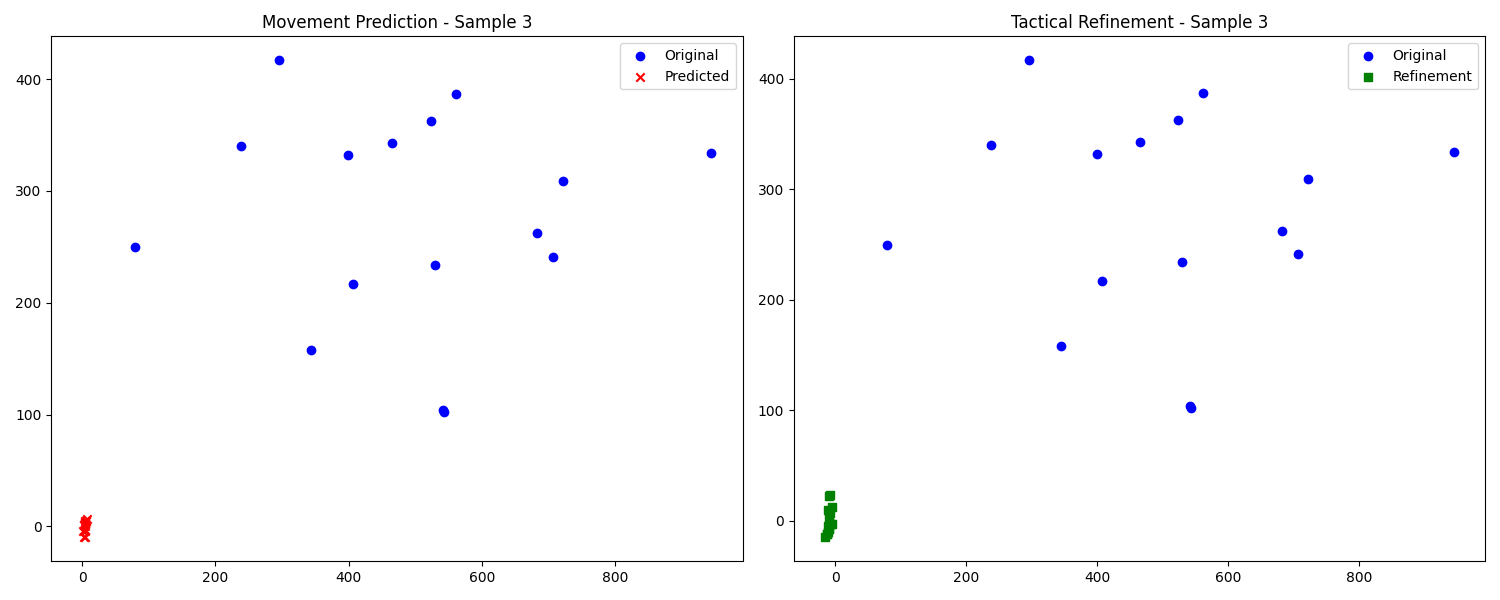 Movement Prediction - Sample 3
Original
Predicted
400
300
200
100
0
0 200 400 600 800
Tactical Refinement - Sample 3
Original
Refinement
400
300
200
100
0
0 200 400 600 800